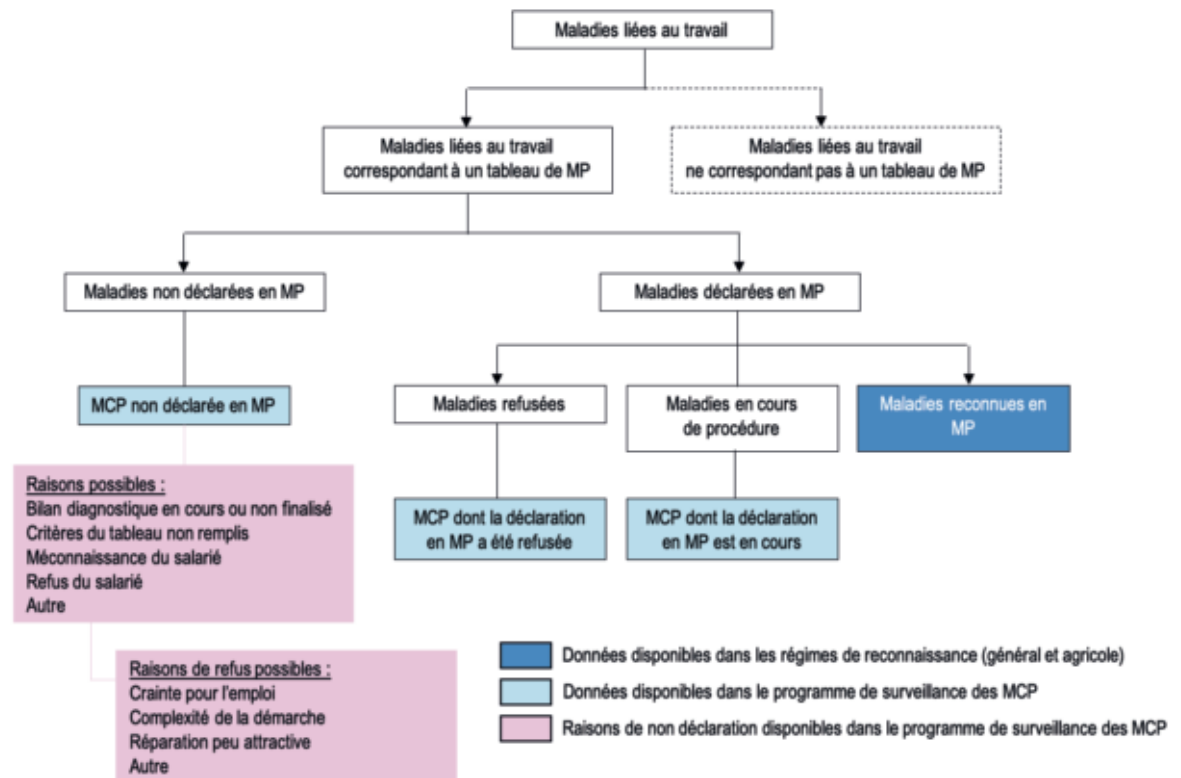 Maladies liées au travail
Maladies liées au travail
correspondant à un tableau de MP
Maladies liées au travail
ne correspondant pas à un tableau de MP
Maladies non déclarées en MP
Maladies déclarées en MP
MCP non déclarée en MP
Maladies refusées
Maladies en cours
de procédure
Maladies reconnues en
MP
Raisons possibles :
Bilan diagnostique en cours ou non finalisé
Critères du tableau non remplis
Méconnaissance du salarié
Refus du salarié
Autre
MCP dont la déclaration
en MP a été refusée
MCP dont la déclaration
en MP est en cours
Raisons de refus possibles :
Crainte pour l'emploi
Complexité de la démarche
Réparation peu attractive
Autre
Données disponibles dans les régimes de reconnaissance (général et agricole)
Données disponibles dans le programme de surveillance des MCP
Raisons de non déclaration disponibles dans le programme de surveillance des MCP